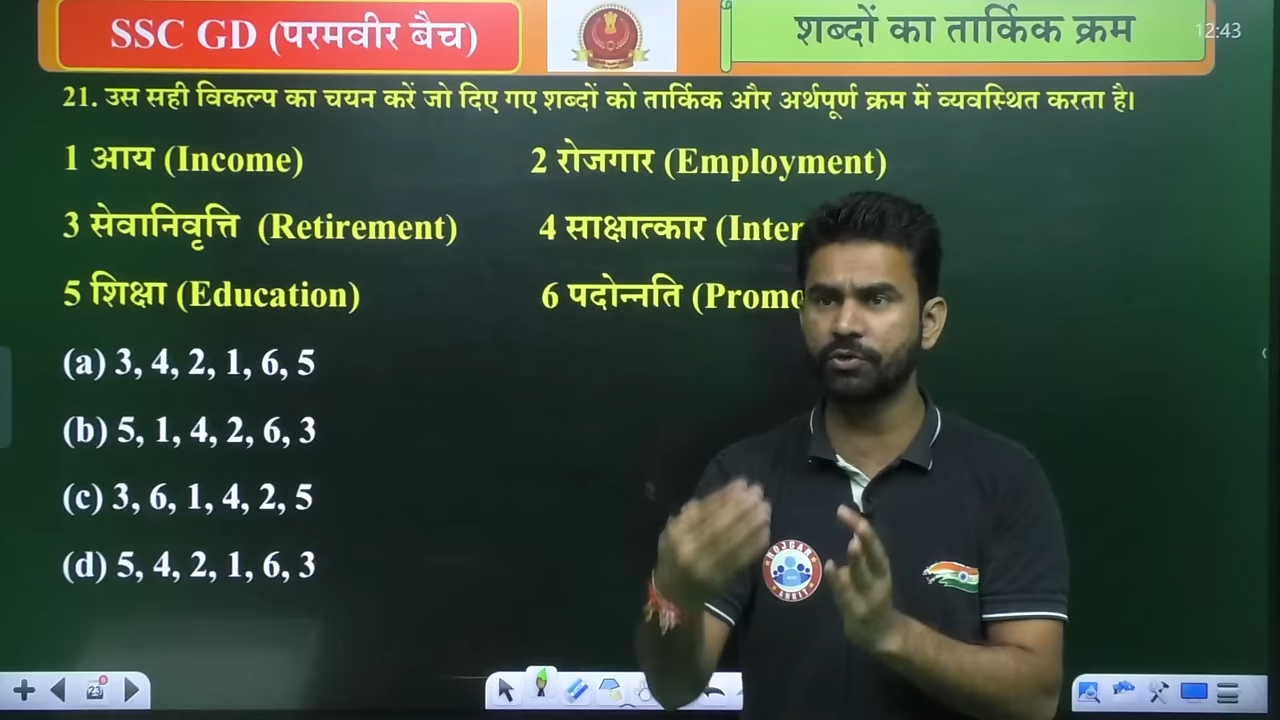 SSC GD (परमवीर बैच)
शब्दों का तार्किक क्रम
12:43
21. उस सही विकल्प का चयन करें जो दिए गए शब्दों को तार्किक और अर्थपूर्ण क्रम में व्यवस्थित करता है।
1 आय (Income) 2 रोजगार (Employment)
3 सेवानिवृत्ति (Retirement) 4 साक्षात्कार (Inter
5 शिक्षा (Education) 6 पदोन्नति (Promo
(a) 3, 4, 2, 1, 6, 5
(b) 5, 1, 4, 2, 6, 3
(c) 3, 6, 1, 4, 2, 5
(d) 5, 4, 2, 1, 6, 3
ROJGAR
ANKIT
23